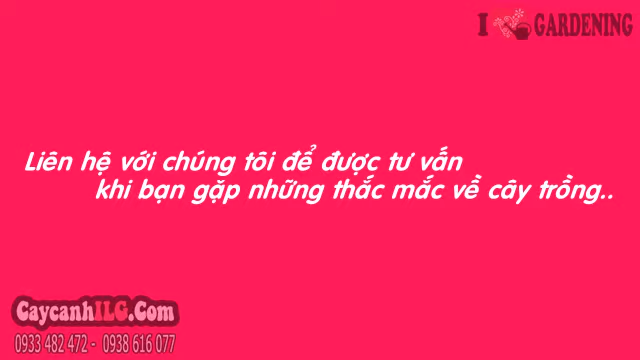 I GARDENING
Liên hệ với chúng tôi để được tư vấn
khi bạn gặp những thắc mắc về cây trồng..
CaycanhILG.Com
0933 482 472 - 0938 616 077